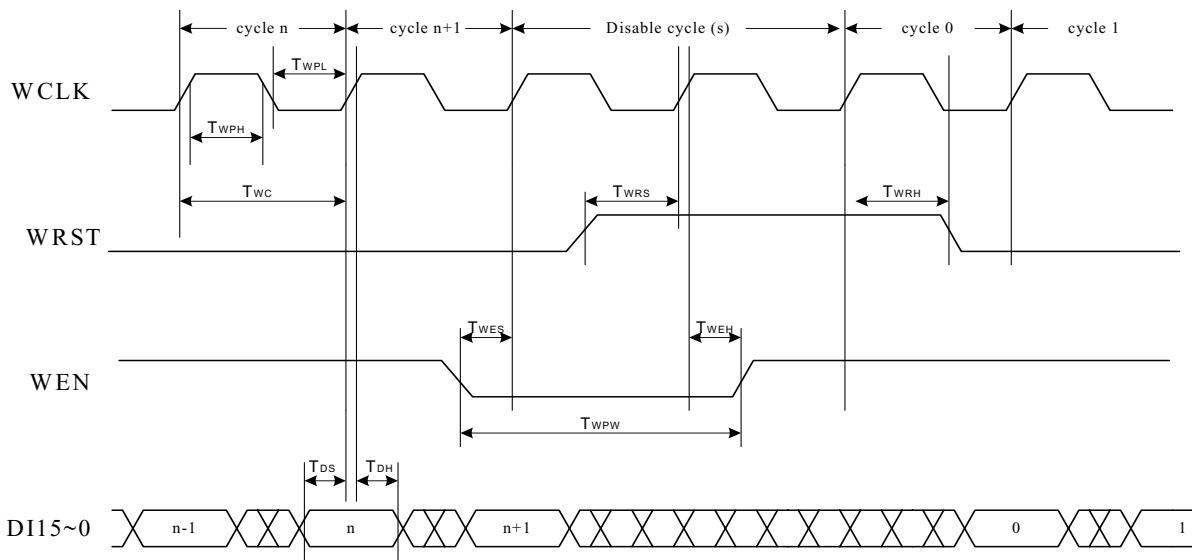 cycle n cycle n+1 Disable cycle (s) cycle 0 cycle 1
TWPL
WCLK
TWPH
TWC TWRS TWRH
WRST
TWES TWEH
WEN
TWPW
TDS TDH
DI15~0 n-1 n n+1 0 1